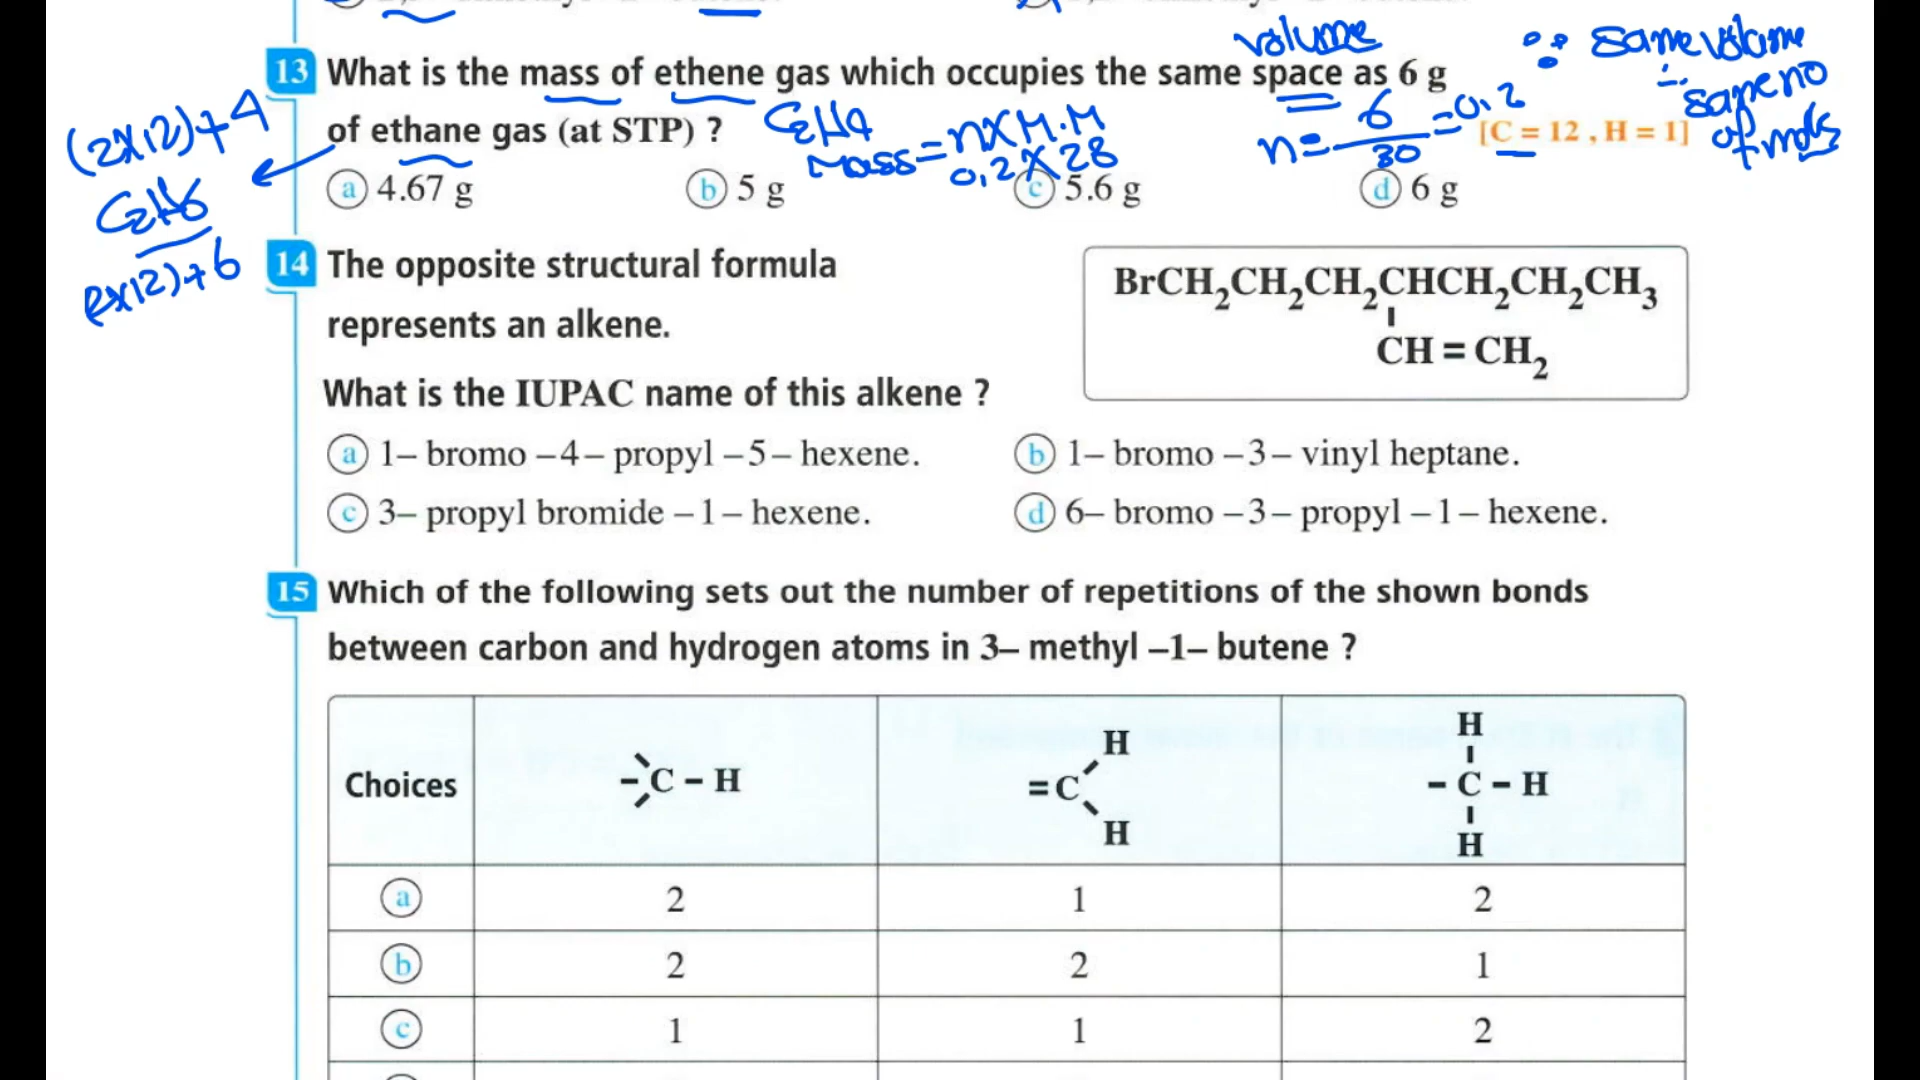 volume
∵ same volume
∴ same no
of mols
13 What is the mass of ethene gas which occupies the same space as 6 g
of ethane gas (at STP) ? [C = 12 , H = 1]
(2x12)+4
C2H6
(2x12)+6
C2H4
Mass = n x M.M
0,2 x 28
n = 6/30 = 0,2
a 4.67 g b 5 g c 5.6 g d 6 g
14 The opposite structural formula
represents an alkene.
BrCH₂CH₂CH₂CHCH₂CH₂CH₃
CH = CH₂
What is the IUPAC name of this alkene ?
a 1– bromo –4– propyl –5– hexene. b 1– bromo –3– vinyl heptane.
c 3– propyl bromide –1– hexene. d 6– bromo –3– propyl –1– hexene.
15 Which of the following sets out the number of repetitions of the shown bonds
between carbon and hydrogen atoms in 3– methyl –1– butene ?
H H
Choices C – H = C – C – H
H H
a 2 1 2
b 2 2 1
c 1 1 2